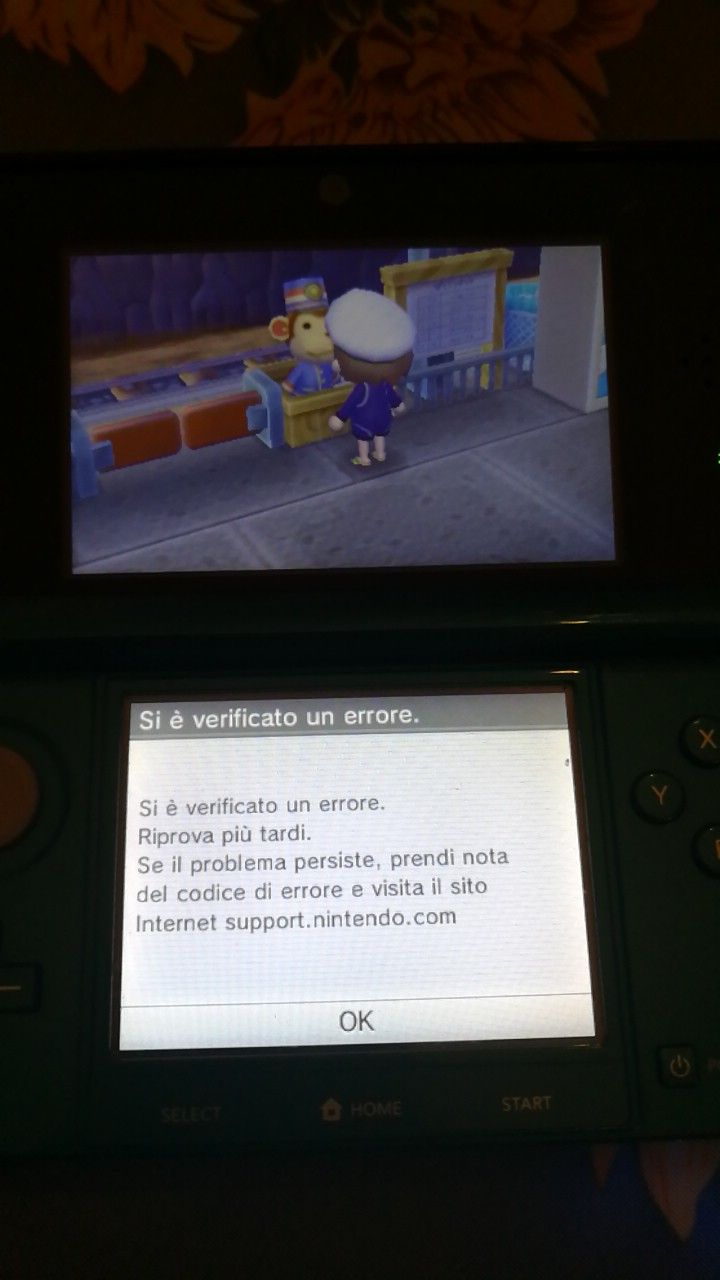 Si è verificato un errore.
Si è verificato un errore.
Riprova più tardi.
Se il problema persiste, prendi nota
del codice di errore e visita il sito
Internet support.nintendo.com
OK
X
Y
SELECT
HOME
START